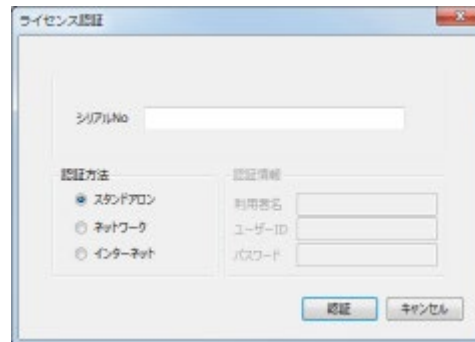 ライセンス認証
シリアルNo
認証方法
スタンドアロン
ネットワーク
インターネット
認証情報
利用者名
ユーザーID
パスワード
認証
キャンセル